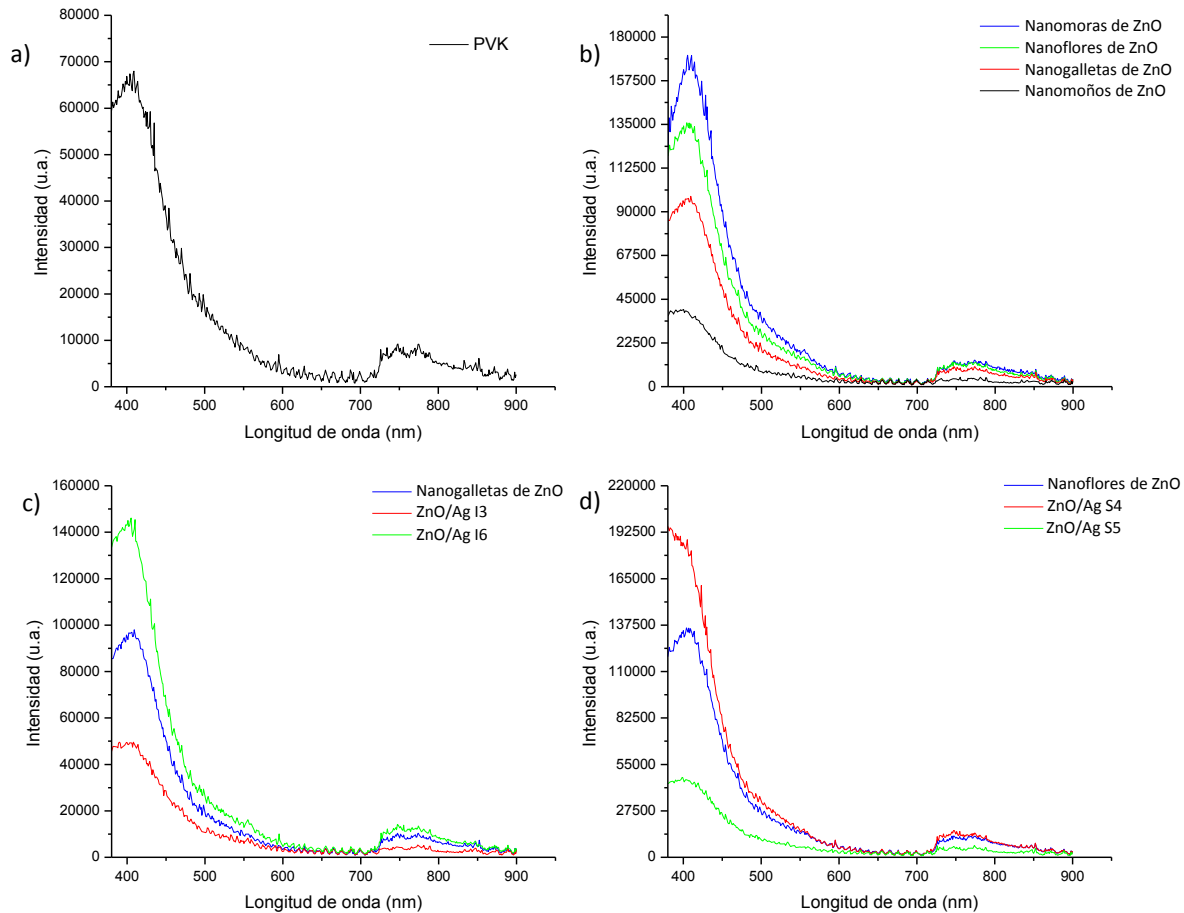 a)
PVK
80000
70000
60000
50000
40000
30000
20000
10000
0
Intensidad (u.a.)
400 500 600 700 800 900
Longitud de onda (nm)
b)
Nanomoras de ZnO
Nanoflores de ZnO
Nanogalletas de ZnO
Nanomoños de ZnO
180000
157500
135000
112500
90000
67500
45000
22500
0
Intensidad (u.a.)
400 500 600 700 800 900
Longitud de onda (nm)
c)
Nanogalletas de ZnO
ZnO/Ag I3
ZnO/Ag I6
160000
140000
120000
100000
80000
60000
40000
20000
0
Intensidad (u.a.)
400 500 600 700 800 900
Longitud de onda (nm)
d)
Nanoflores de ZnO
ZnO/Ag S4
ZnO/Ag S5
220000
192500
165000
137500
110000
82500
55000
27500
0
Intensidad (u.a.)
400 500 600 700 800 900
Longitud de onda (nm)